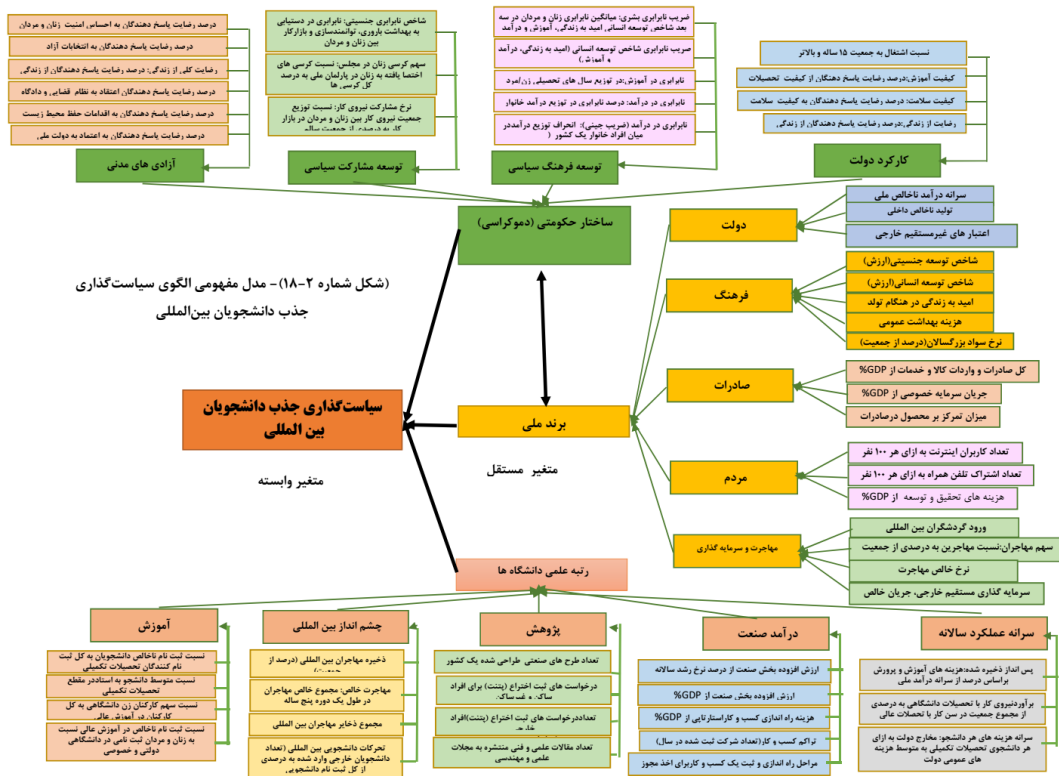 درصد رضایت پاسخ دهندگان به احساس امنیت زنان و مردان
درصد رضایت پاسخ دهندگان به انتخابات آزاد
رضایت کلی از زندگی: درصد رضایت پاسخ دهندگان از زندگی
درصد رضایت پاسخ دهندگان اعتقاد به نظام قضایی و دادگاه
درصد رضایت پاسخ دهندگان به اقدامات حفظ محیط زیست
درصد رضایت پاسخ دهندگان به اعتماد به دولت ملی
آزادی های مدنی
شاخص نابرابری جنسیتی: نابرابری در دستیابی
به بهداشت باروری، توانمندسازی و بازارکار
بین زنان و مردان
سهم کرسی زنان در مجلس: نسبت کرسی های
اختصا یافته به زنان در پارلمان ملی به درصد
کل کرسی ها
نرخ مشارکت نیروی کار: نسبت توزیع
جمعیت نیروی کار بین زنان و مردان در بازار
کار به درصدی از جمعیت سالم
توسعه مشارکت سیاسی
ضریب نابرابری بشری: میانگین نابرابری زنان و مردان در سه
بعد شاخص توسعه انسانی امید به زندگی، آموزش و درآمد
ضریب نابرابری شاخص توسعه انسانی (امید به زندگی، درآمد
و آموزش)
نابرابری در آموزش:در توزیع سال های تحصیلی زن/مرد
نابرابری در درآمد: درصد نابرابری در توزیع درآمد خانوار
نابرابری در درآمد (ضریب جینی): انحراف توزیع درآمددر
میان افراد خانوار یک کشور (
توسعه فرهنگ سیاسی
نسبت اشتغال به جمعیت ۱۵ ساله و بالاتر
کیفیت آموزش:درصد رضایت پاسخ دهندگان از کیفیت تحصیلات
کیفیت سلامت: درصد رضایت پاسخ دهندگان به کیفیت سلامت
رضایت از زندگی:درصد رضایت پاسخ دهندگان از زندگی
کارکرد دولت
ساختار حکومتی (دموکراسی)
(شکل شماره ۲-۱۸)- مدل مفهومی الگوی سیاست‌گذاری
جذب دانشجویان بین‌المللی
سیاست‌گذاری جذب دانشجویان
بین المللی
متغیر وابسته
برند ملی
متغیر مستقل
دولت
سرانه درآمد ناخالص ملی
تولید ناخالص داخلی
اعتبار های غیرمستقیم خارجی
فرهنگ
شاخص توسعه جنسیتی(ارزش)
شاخص توسعه انسانی(ارزش)
امید به زندگی در هنگام تولد
هزینه بهداشت عمومی
نرخ سواد بزرگسالان(درصد از جمعیت)
صادرات
کل صادرات و واردات کالا و خدمات از GDP%
جریان سرمایه خصوصی از GDP%
میزان تمرکز بر محصول درصادرات
مردم
تعداد کاربران اینترنت به ازای هر ۱۰۰ نفر
تعداد اشتراک تلفن همراه به ازای هر ۱۰۰ نفر
هزینه های تحقیق و توسعه از GDP%
مهاجرت و سرمایه گذاری
ورود گردشگران بین المللی
سهم مهاجران:نسبت مهاجرین به درصدی از جمعیت
نرخ خالص مهاجرت
سرمایه گذاری مستقیم خارجی، جریان خالص
رتبه علمی دانشگاه ها
آموزش
نسبت ثبت نام ناخالص دانشجویان به کل ثبت
نام کنندگان تحصیلات تکمیلی
نسبت متوسط دانشجو به استاددر مقطع
تحصیلات تکمیلی
نسبت سهم کارکنان زن دانشگاهی به کل
کارکنان در آموزش عالی
نسبت ثبت نام ناخالص در آموزش عالی نسبت
به زنان و مردان ثبت نامی در دانشگاهی
دولتی و خصوصی
چشم انداز بین المللی
ذخیره مهاجران بین المللی (درصد از
مهاجرت خالص: مجموع خالص مهاجران
در طول یک دوره پنج ساله
مجموع ذخایر مهاجران بین المللی
تحرکات دانشجویی بین المللی (تعداد
دانشجویان خارجی وارد شده به درصدی
از کل ثبت نام دانشجویی
پژوهش
تعداد طرح های صنعتی طراحی شده یک کشور
درخواست های ثبت اختراع (پتنت) برای افراد
ساکن و غیرساکن
تعداددرخواست های ثبت اختراع (پتنت)افراد
خارجی
تعداد مقالات علمی و فنی منتشره به مجلات
علمی و مهندسی
درآمد صنعت
ارزش افزوده بخش صنعت از درصد نرخ رشد سالانه
ارزش افزوده بخش صنعت از GDP%
هزینه راه اندازی کسب و کاراستارتاپی از GDP%
تراکم کسب و کار(تعداد شرکت ثبت شده در سال)
مراحل راه اندازی و ثبت یک کسب و کاربرای اخذ مجوز
سرانه عملکرد سالانه
پس انداز ذخیره شده:هزینه های آموزش و پرورش
براساس درصد از سرانه درآمد ملی
برآوردنیروی کار با تحصیلات دانشگاهی به درصدی
از مجموع جمعیت در سن کار با تحصلات عالی
سرانه هزینه های هر دانشجو: مخارج دولت به ازای
هر دانشجوی تحصیلات تکمیلی به متوسط هزینه
های عمومی دولت